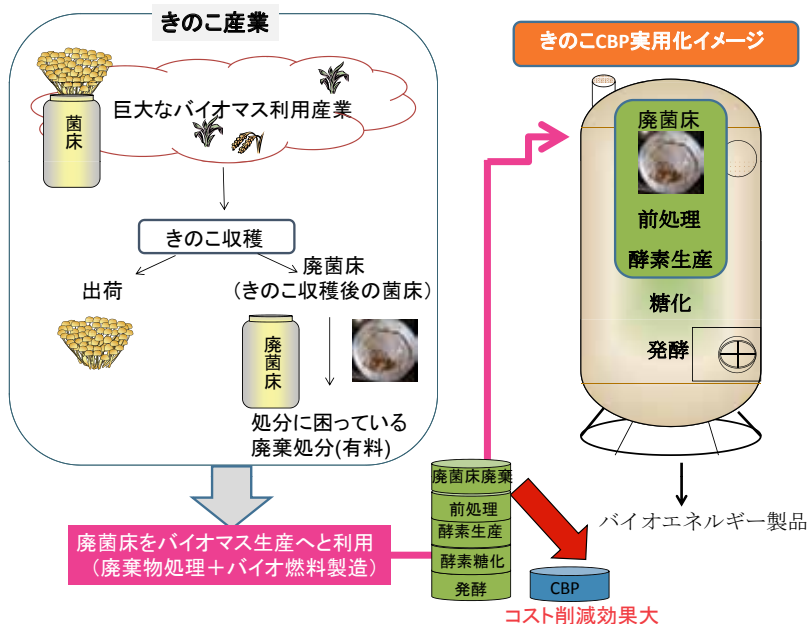 きのこ産業
菌床
巨大なバイオマス利用産業
きのこ収穫
出荷
廃菌床
（きのこ収穫後の菌床）
廃菌床
処分に困っている
廃棄処分(有料)
廃菌床をバイオマス生産へと利用
（廃棄物処理＋バイオ燃料製造）
廃菌床廃棄
前処理
酵素生産
酵素糖化
発酵
CBP
コスト削減効果大
きのこCBP実用化イメージ
廃菌床
前処理
酵素生産
糖化
発酵
バイオエネルギー製品